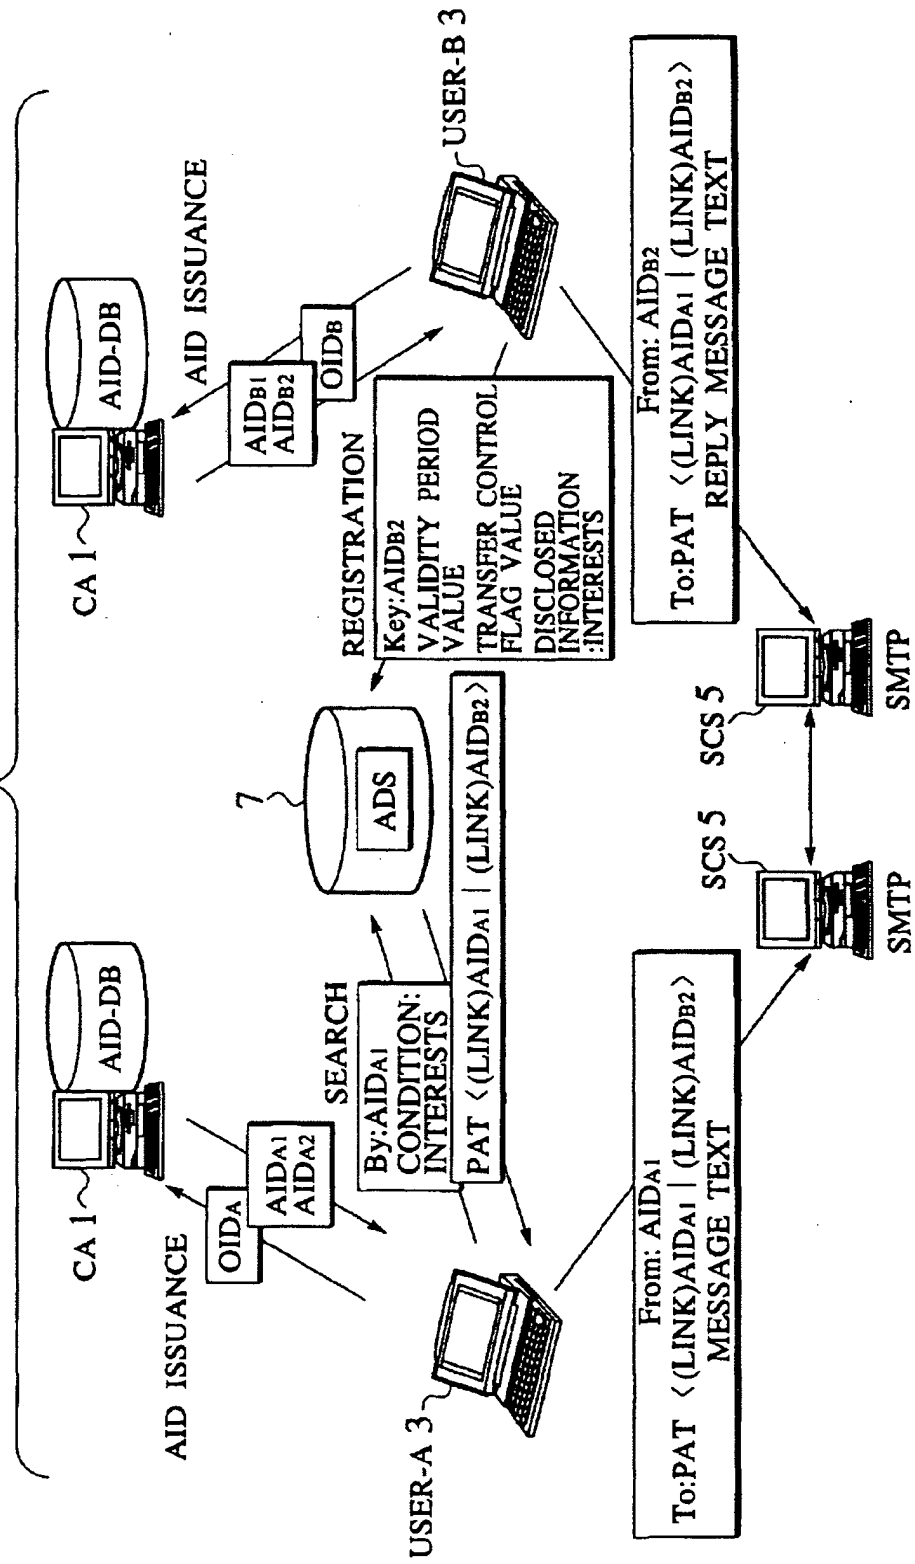 CA 1
AID-DB
AID ISSUANCE
OIDA
AIDA1
AIDA2
USER-A 3
SEARCH
By:AIDA1
CONDITION:
INTERESTS
PAT <(LINK)AIDA1 | (LINK)AIDB2>
7
ADS
CA 1
AID-DB
AID ISSUANCE
AIDB1
AIDB2
OIDB
USER-B 3
REGISTRATION
Key:AIDB2
VALIDITY PERIOD
VALUE
TRANSFER CONTROL
FLAG VALUE
DISCLOSED
INFORMATION
:INTERESTS
From: AIDA1
To:PAT <(LINK)AIDA1 | (LINK)AIDB2>
MESSAGE TEXT
SCS 5
SMTP
SCS 5
SMTP
From: AIDB2
To:PAT <(LINK)AIDA1 | (LINK)AIDB2>
REPLY MESSAGE TEXT